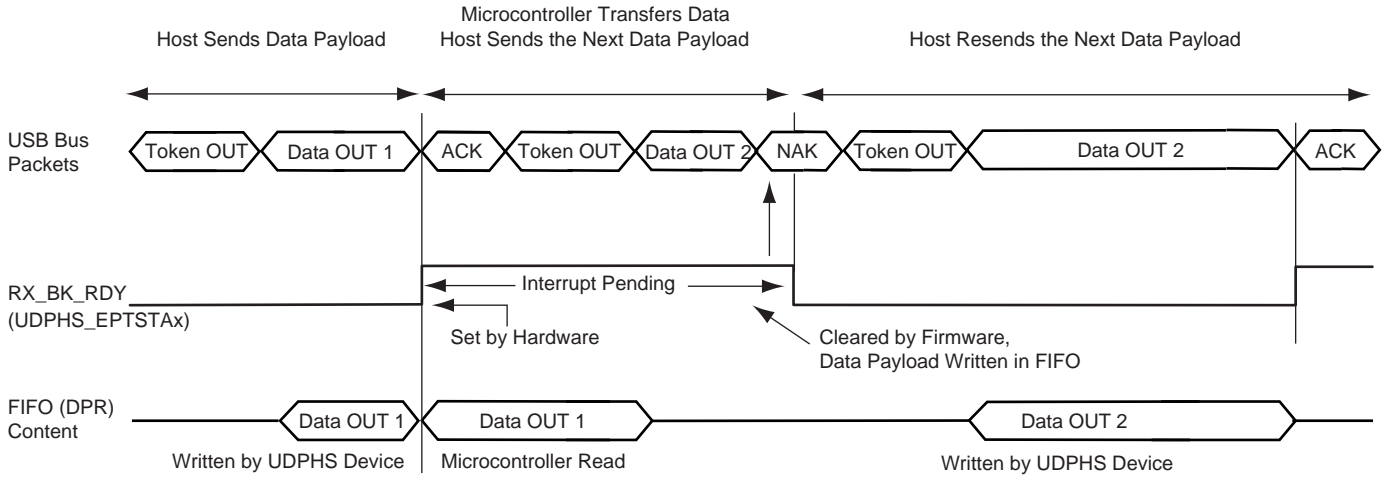 Microcontroller Transfers Data
Host Sends Data Payload
Host Sends the Next Data Payload
Host Resends the Next Data Payload
USB Bus
Packets
Token OUT
Data OUT 1
ACK
Token OUT
Data OUT 2
NAK
Token OUT
Data OUT 2
ACK
RX_BK_RDY
(UDPHS_EPTSTAx)
Interrupt Pending
Set by Hardware
Cleared by Firmware,
Data Payload Written in FIFO
FIFO (DPR)
Content
Data OUT 1
Data OUT 1
Data OUT 2
Written by UDPHS Device
Microcontroller Read
Written by UDPHS Device